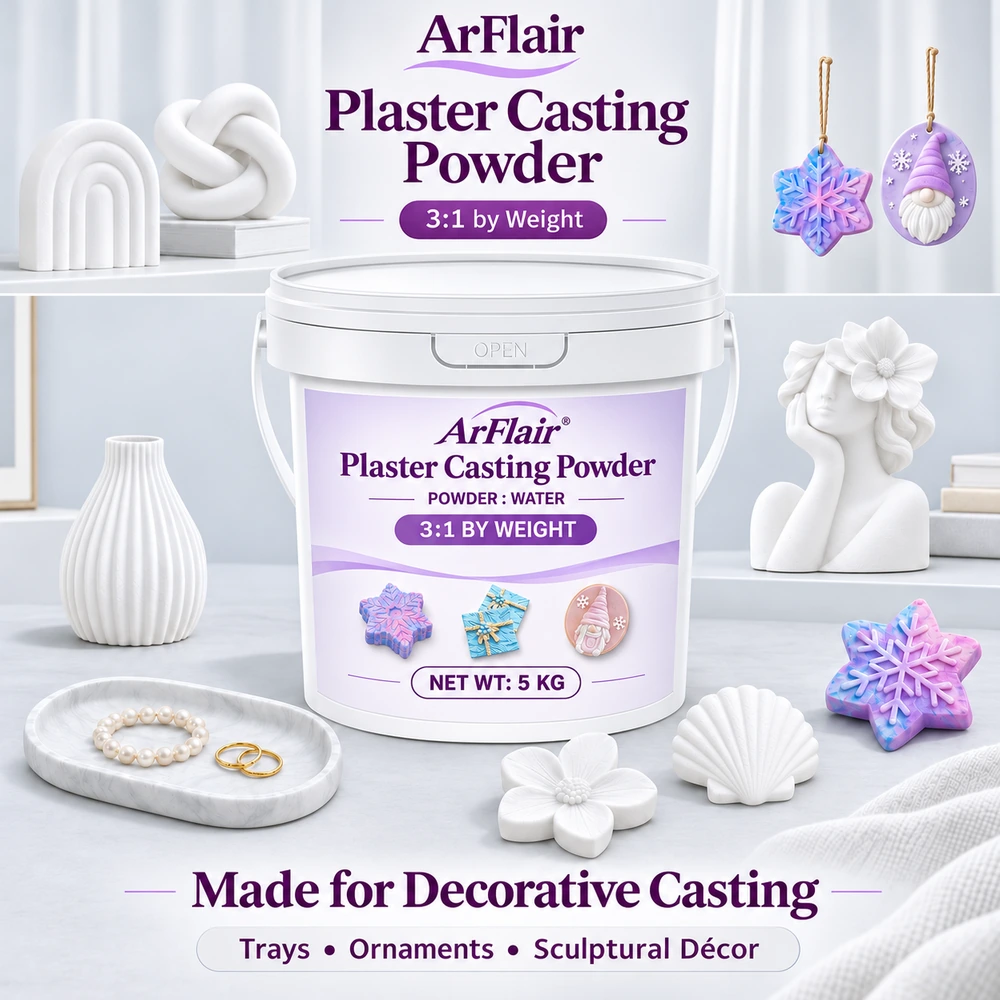 ArFlair
Plaster Casting
Powder
3:1 by Weight
OPEN
ArFlair®
Plaster Casting Powder
POWDER : WATER
3:1 BY WEIGHT
NET WT: 5 KG
Made for Decorative Casting
Trays • Ornaments • Sculptural Décor